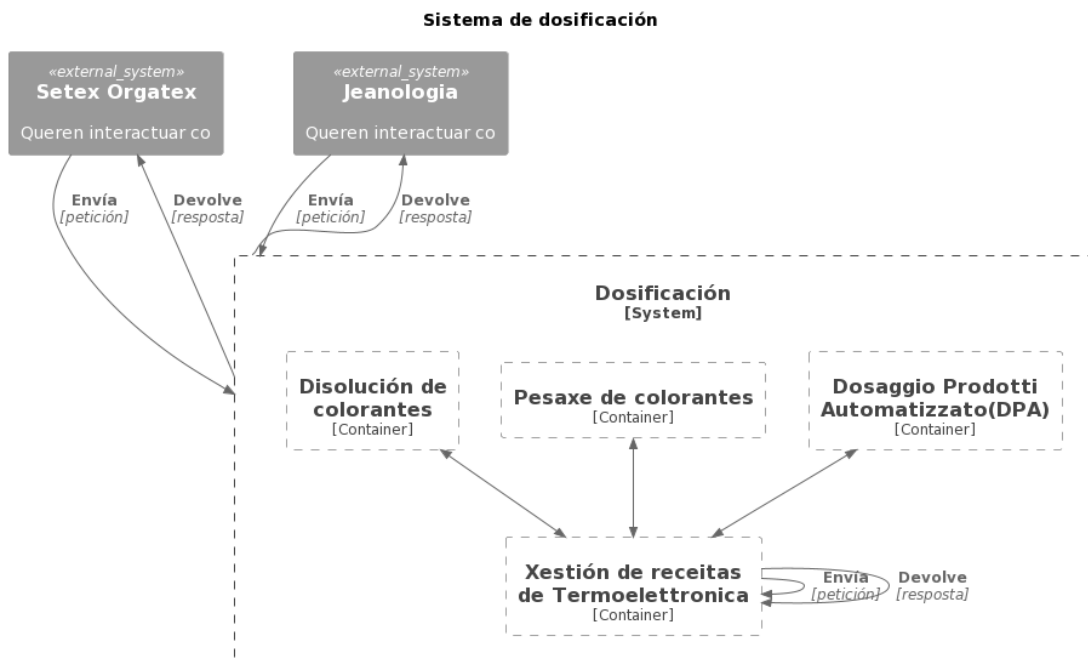 Sistema de dosificación
«external_system»
Setex Orgatex
Queren interactuar co
«external_system»
Jeanologia
Queren interactuar co
Envía
[petición]
Devolve
[resposta]
Envía
[petición]
Devolve
[resposta]
Dosificación
[System]
Disolución de
colorantes
[Container]
Pesaxe de colorantes
[Container]
Dosaggio Prodotti
Automatizzato(DPA)
[Container]
Xestión de receitas
de Termoelettronica
[Container]
Envía
[petición]
Devolve
[resposta]